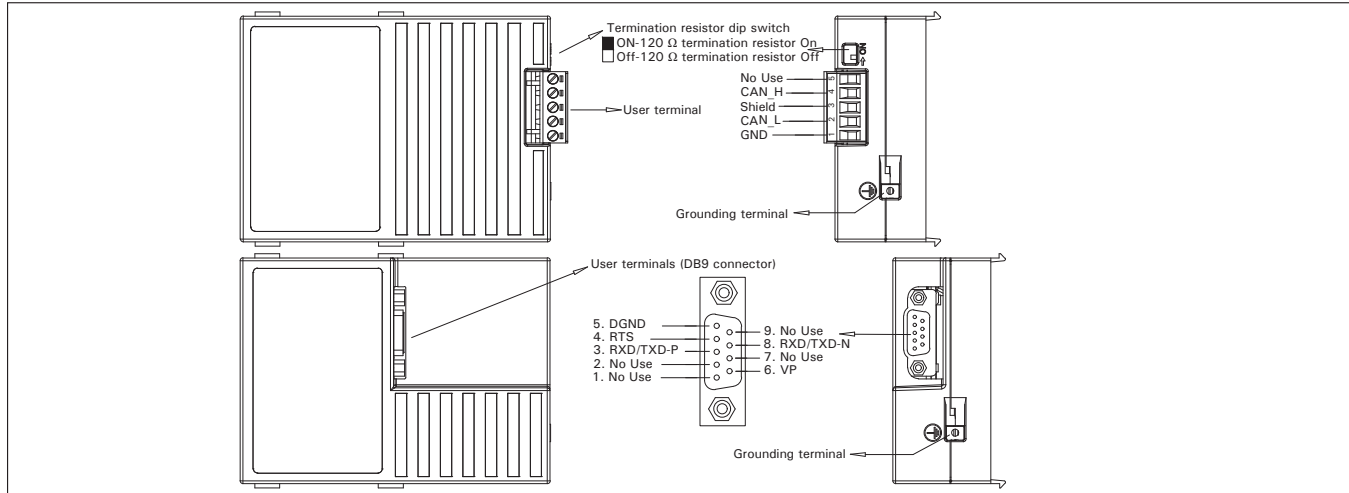 Termination resistor dip switch
ON-120 Ω termination resistor On
Off-120 Ω termination resistor Off
User terminal
ON
No Use
CAN_H
Shield
CAN_L
GND
5
4
3
2
1
Grounding terminal
User terminals (DB9 connector)
5. DGND
4. RTS
3. RXD/TXD-P
2. No Use
1. No Use
9. No Use
8. RXD/TXD-N
7. No Use
6. VP
Grounding terminal